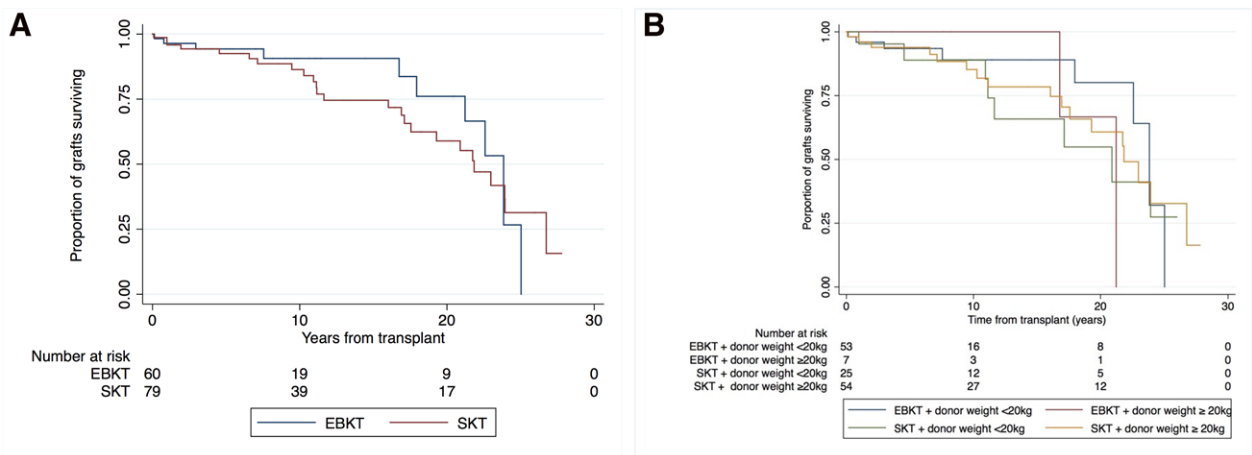 A
Proportion of grafts surviving
1.00
0.75
0.50
0.25
0.00
0 10 20 30
Years from transplant
Number at risk
EBKT 60 19 9 0
SKT 79 39 17 0
EBKT SKT
B
Porportion of grafts surviving
1.00
0.75
0.50
0.25
0.00
0 10 20 30
Time from transplant (years)
Number at risk
EBKT + donor weight <20kg 53 16 8 0
EBKT + donor weight ≥20kg 7 3 1 0
SKT + donor weight <20kg 25 12 5 0
SKT + donor weight ≥20kg 54 27 12 0
EBKT + donor weight <20kg EBKT + donor weight ≥ 20kg
SKT + donor weight <20kg SKT + donor weight ≥ 20kg